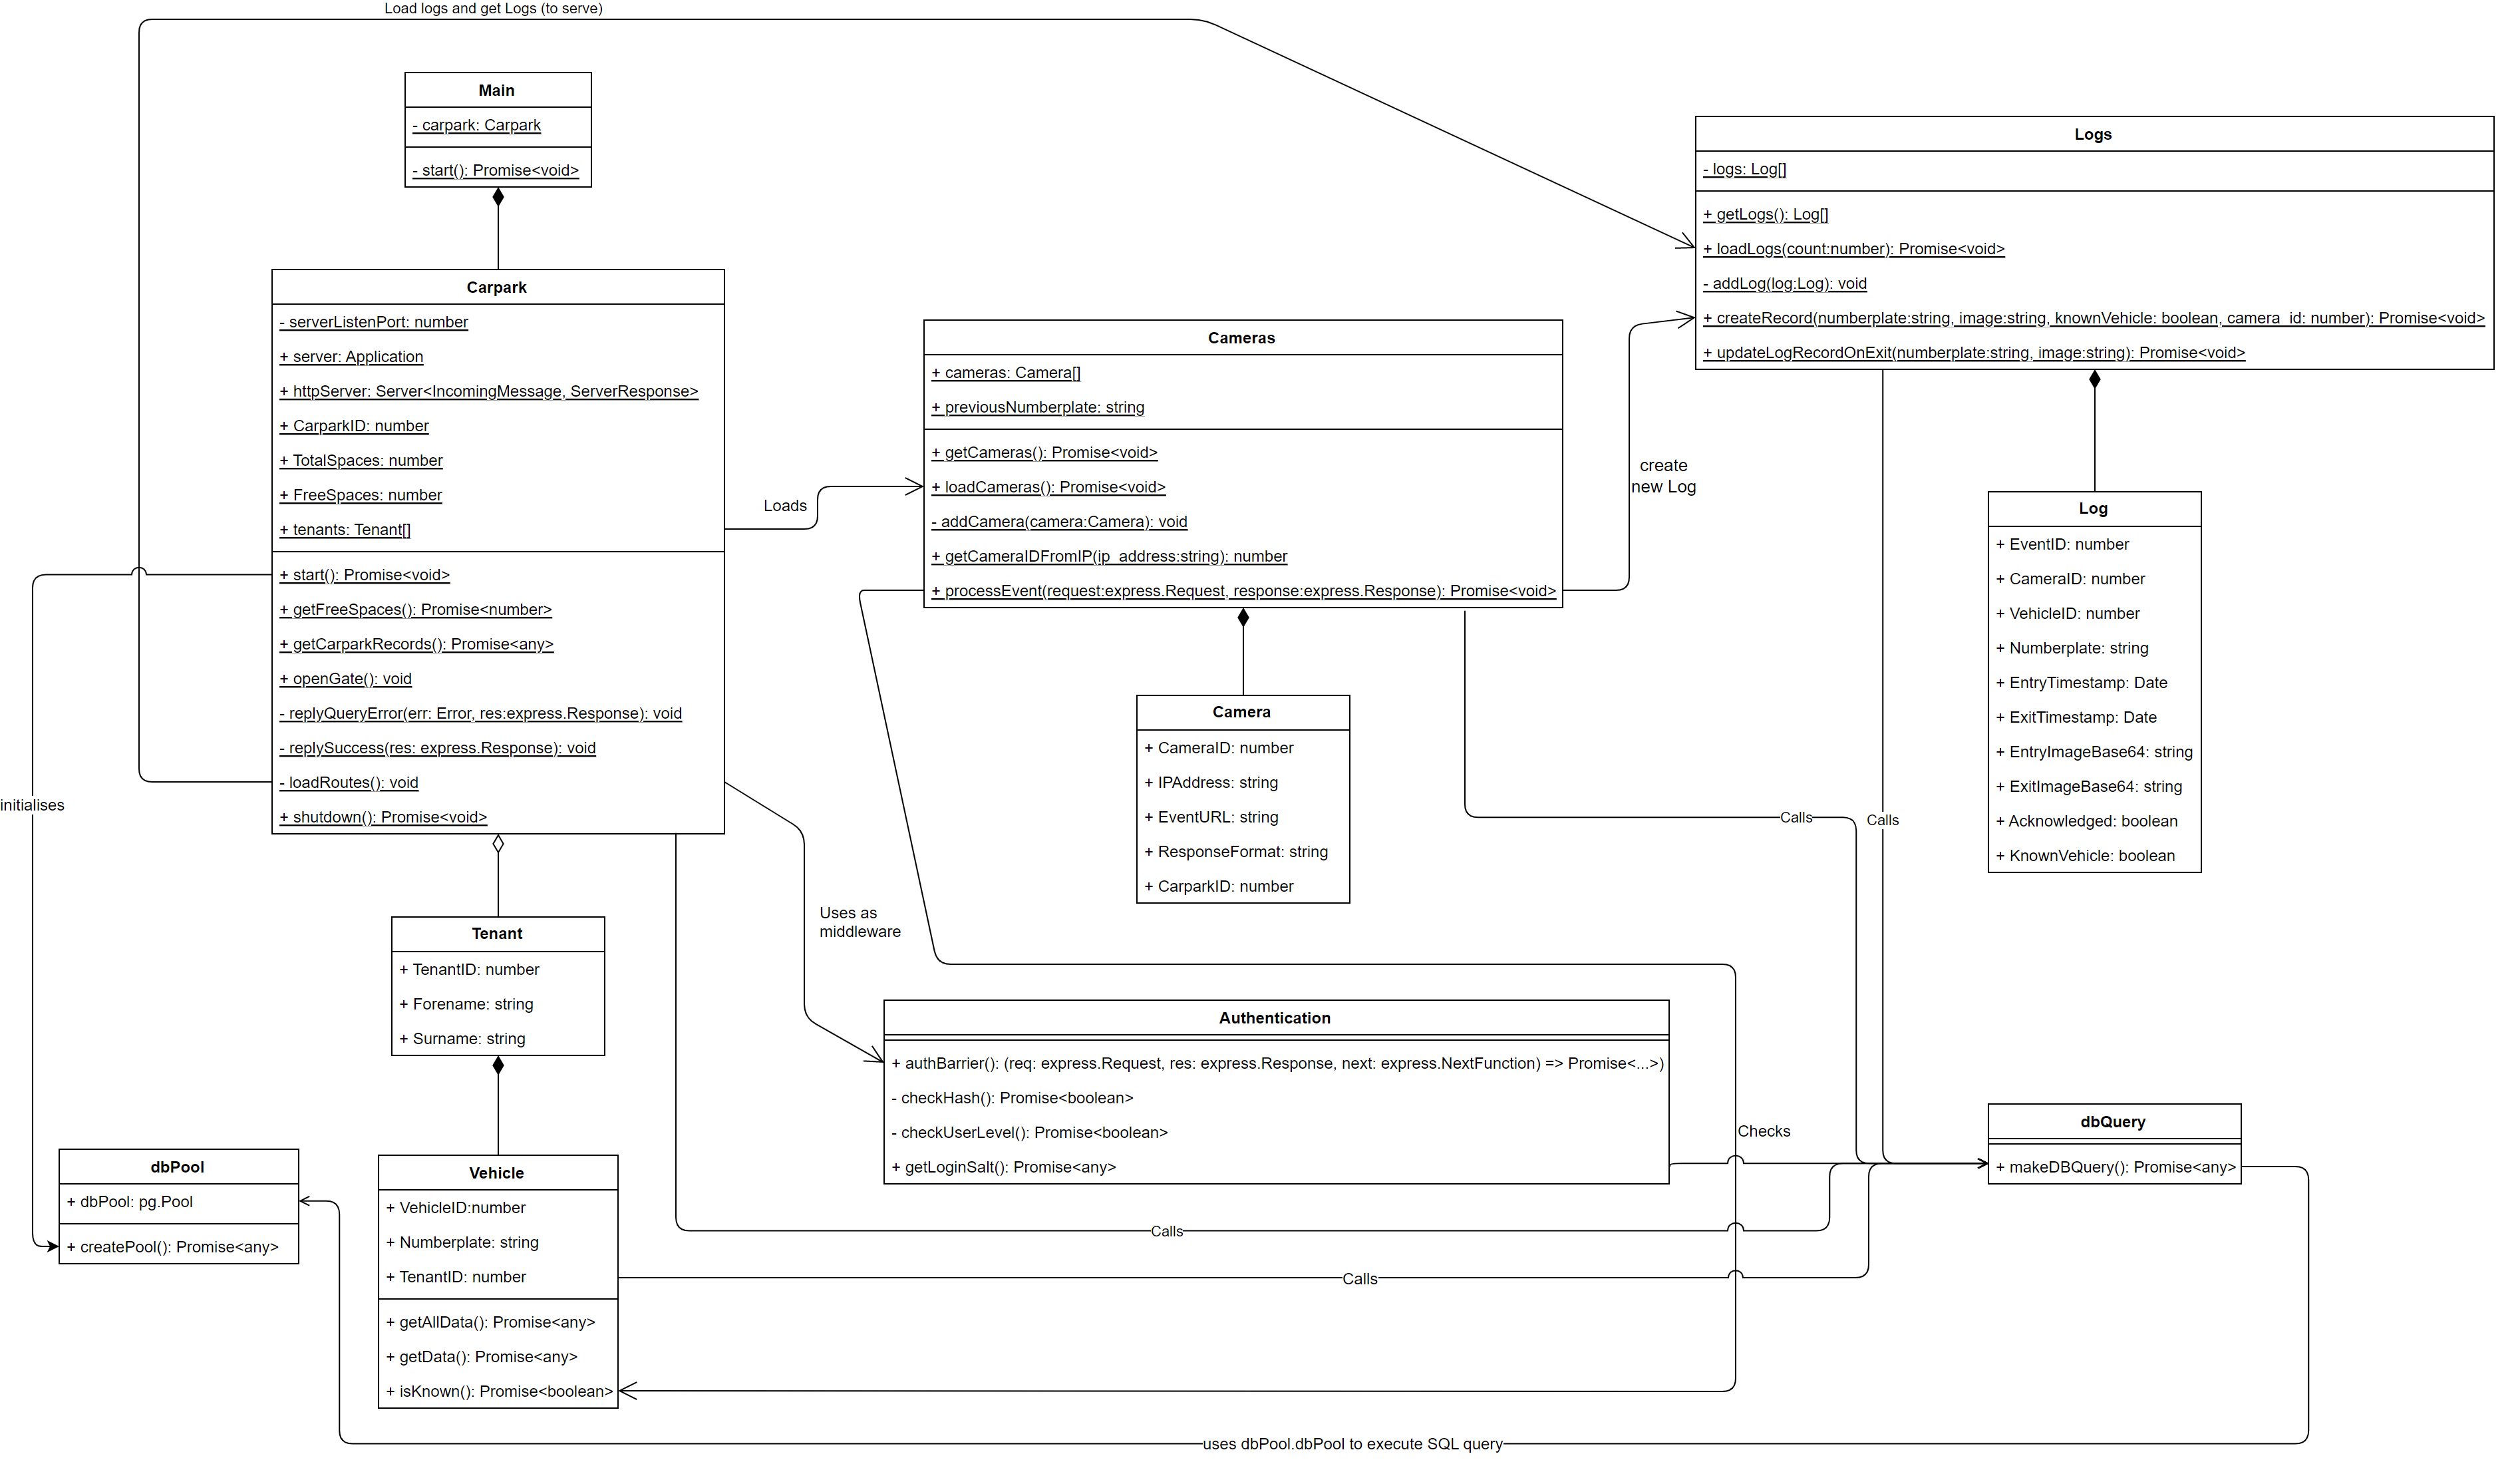 Load logs and get Logs (to serve)
Main
- carpark: Carpark
- start(): Promise<void>
Logs
- logs: Log[]
+ getLogs(): Log[]
+ loadLogs(count:number): Promise<void>
- addLog(log:Log): void
+ createRecord(numberplate:string, image:string, knownVehicle: boolean, camera_id: number): Promise<void>
+ updateLogRecordOnExit(numberplate:string, image:string): Promise<void>
Carpark
- serverListenPort: number
+ server: Application
+ httpServer: Server<IncomingMessage, ServerResponse>
+ CarparkID: number
+ TotalSpaces: number
+ FreeSpaces: number
+ tenants: Tenant[]
+ start(): Promise<void>
+ getFreeSpaces(): Promise<number>
+ getCarparkRecords(): Promise<any>
+ openGate(): void
- replyQueryError(err: Error, res:express.Response): void
- replySuccess(res: express.Response): void
- loadRoutes(): void
+ shutdown(): Promise<void>
Loads
Cameras
+ cameras: Camera[]
+ previousNumberplate: string
+ getCameras(): Promise<void>
+ loadCameras(): Promise<void>
- addCamera(camera:Camera): void
+ getCameraIDFromIP(ip_address:string): number
+ processEvent(request:express.Request, response:express.Response): Promise<void>
create
new Log
Log
+ EventID: number
+ CameraID: number
+ VehicleID: number
+ Numberplate: string
+ EntryTimestamp: Date
+ ExitTimestamp: Date
+ EntryImageBase64: string
+ ExitImageBase64: string
+ Acknowledged: boolean
+ KnownVehicle: boolean
Camera
+ CameraID: number
+ IPAddress: string
+ EventURL: string
+ ResponseFormat: string
+ CarparkID: number
initialises
Calls
Calls
Uses as
middleware
Tenant
+ TenantID: number
+ Forename: string
+ Surname: string
Authentication
+ authBarrier(): (req: express.Request, res: express.Response, next: express.NextFunction) => Promise<...>)
- checkHash(): Promise<boolean>
- checkUserLevel(): Promise<boolean>
+ getLoginSalt(): Promise<any>
Checks
dbQuery
+ makeDBQuery(): Promise<any>
dbPool
+ dbPool: pg.Pool
+ createPool(): Promise<any>
Vehicle
+ VehicleID:number
+ Numberplate: string
+ TenantID: number
+ getAllData(): Promise<any>
+ getData(): Promise<any>
+ isKnown(): Promise<boolean>
Calls
Calls
uses dbPool.dbPool to execute SQL query